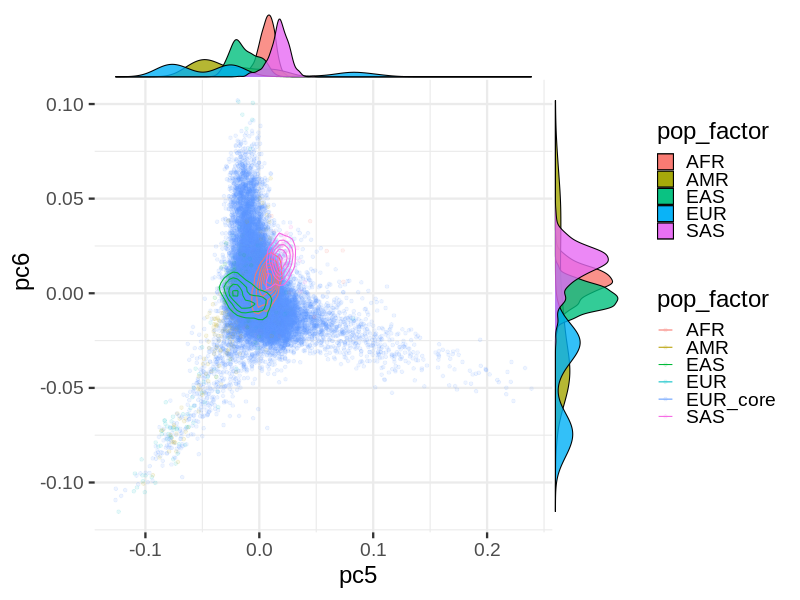 0.10
0.05
0.00
-0.05
-0.10
pc6
-0.1
0.0
0.1
0.2
pc5
pop_factor
AFR
AMR
EAS
EUR
SAS
pop_factor
AFR
AMR
EAS
EUR
EUR_core
SAS